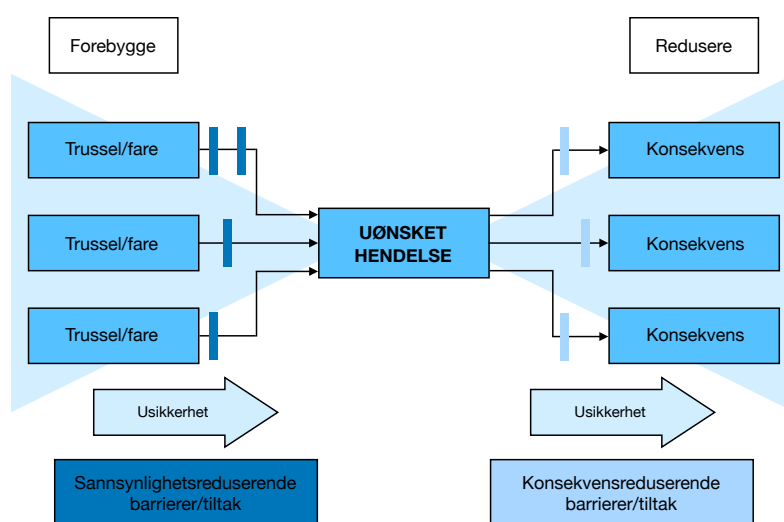 Forebygge
Redusere
Trussel/fare
Konsekvens
Trussel/fare
UØNSKET
HENDELSE
Konsekvens
Trussel/fare
Konsekvens
Usikkerhet
Usikkerhet
Sannsynlighetsreduserende
barrierer/tiltak
Konsekvensreduserende
barrierer/tiltak